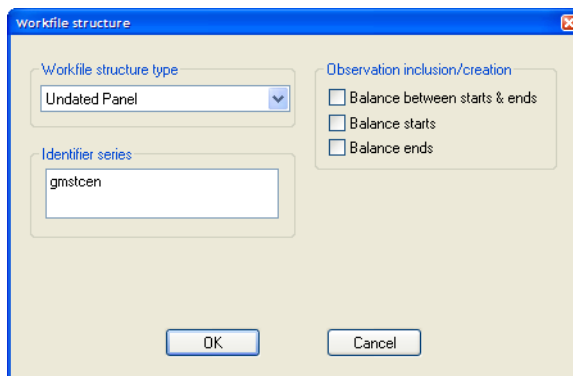 Workfile structure
Workfile structure type
Undated Panel
Identifier series
gmstcen
Observation inclusion/creation
Balance between starts & ends
Balance starts
Balance ends
OK
Cancel